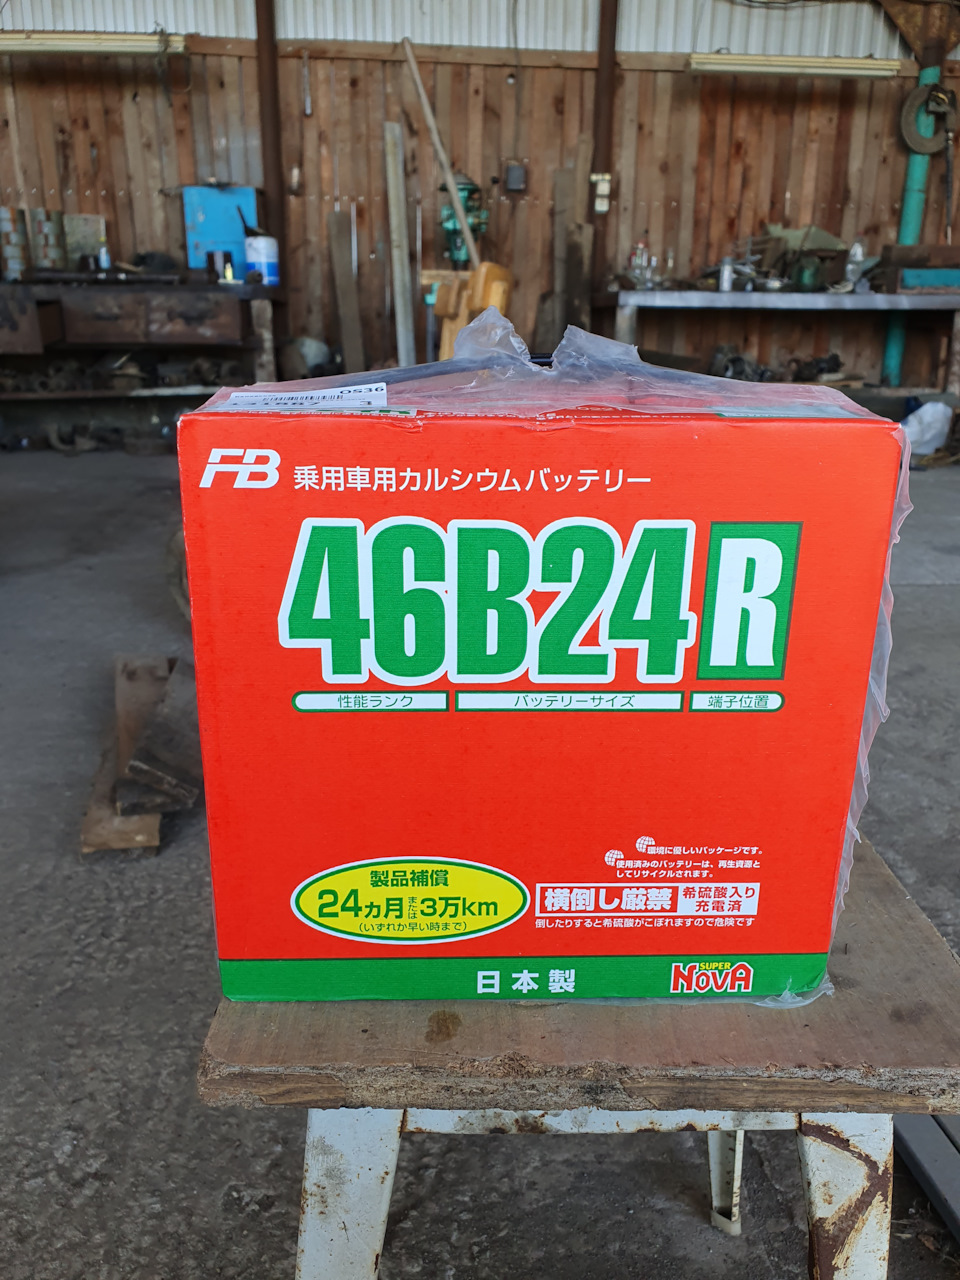 0536
3
FB 乗用車用カルシウムバッテリー
46B24 R
性能ランク バッテリーサイズ 端子位置
環境に優しいパッケージです。
使用済みのバッテリーは、再生資源と
してリサイクルされます。
製品補償
24ヵ月または3万km
(いずれか早い時まで)
横倒し厳禁 希硫酸入り
充電済
倒したりすると希硫酸がこぼれますので危険です
日本製
SUPER
NOVA